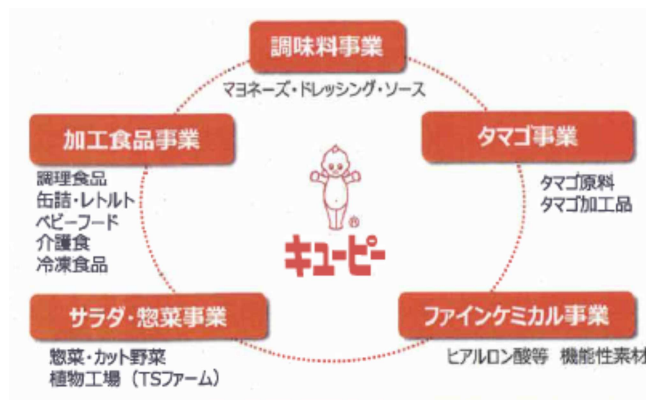 調味料事業
マヨネーズ・ドレッシング・ソース
加工食品事業
調理食品
缶詰・レトルト
ベビーフード
介護食
冷凍食品
タマゴ事業
タマゴ原料
タマゴ加工品
®
キユーピー
サラダ・惣菜事業
惣菜・カット野菜
植物工場（TSファーム）
ファインケミカル事業
ヒアルロン酸等 機能性素材